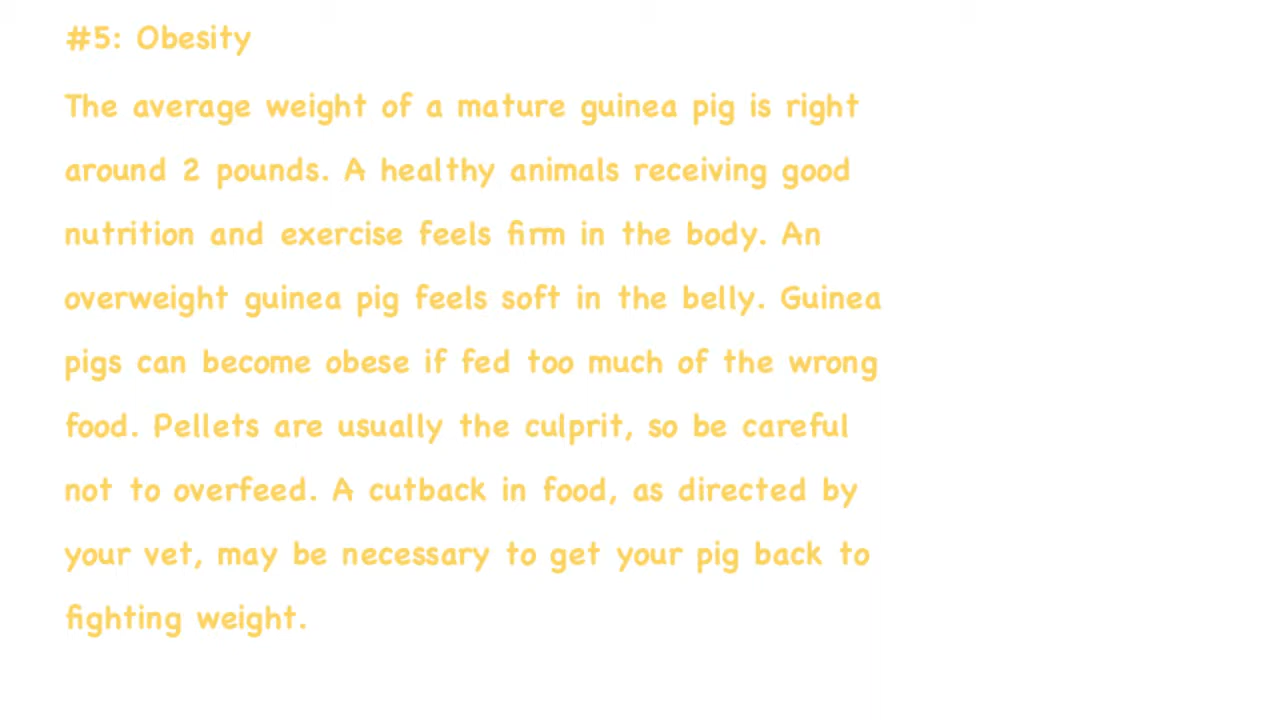 #5: Obesity
The average weight of a mature guinea pig is right
around 2 pounds. A healthy animals receiving good
nutrition and exercise feels firm in the body. An
overweight guinea pig feels soft in the belly. Guinea
pigs can become obese if fed too much of the wrong
food. Pellets are usually the culprit, so be careful
not to overfeed. A cutback in food, as directed by
your vet, may be necessary to get your pig back to
fighting weight.